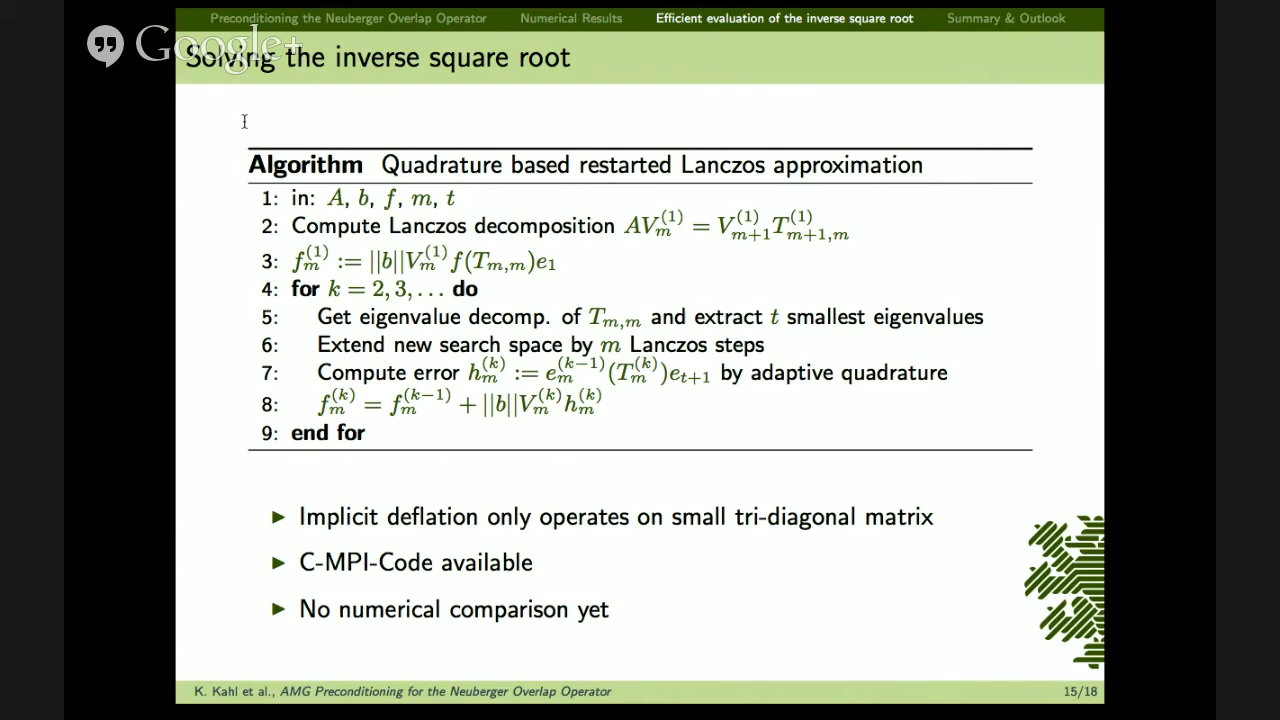 Preconditioning the Neuberger Overlap Operator Numerical Results Efficient evaluation of the inverse square root Summary & Outlook
Google+
Solving the inverse square root
Algorithm Quadrature based restarted Lanczos approximation
1: in: A, b, f, m, t
2: Compute Lanczos decomposition $AV_m^{(1)} = V_{m+1}^{(1)}T_{m+1,m}^{(1)}$
3: $f_m^{(1)} := ||b||V_m^{(1)}f(T_{m,m})e_1$
4: for k = 2, 3, . . . do
5: Get eigenvalue decomp. of $T_{m,m}$ and extract t smallest eigenvalues
6: Extend new search space by m Lanczos steps
7: Compute error $h_m^{(k)} := e_m^{(k-1)}(T_m^{(k)})e_{t+1}$ by adaptive quadrature
8: $f_m^{(k)} = f_m^{(k-1)} + ||b||V_m^{(k)}h_m^{(k)}$
9: end for
► Implicit deflation only operates on small tri-diagonal matrix
► C-MPI-Code available
► No numerical comparison yet
K. Kahl et al., AMG Preconditioning for the Neuberger Overlap Operator 15/18